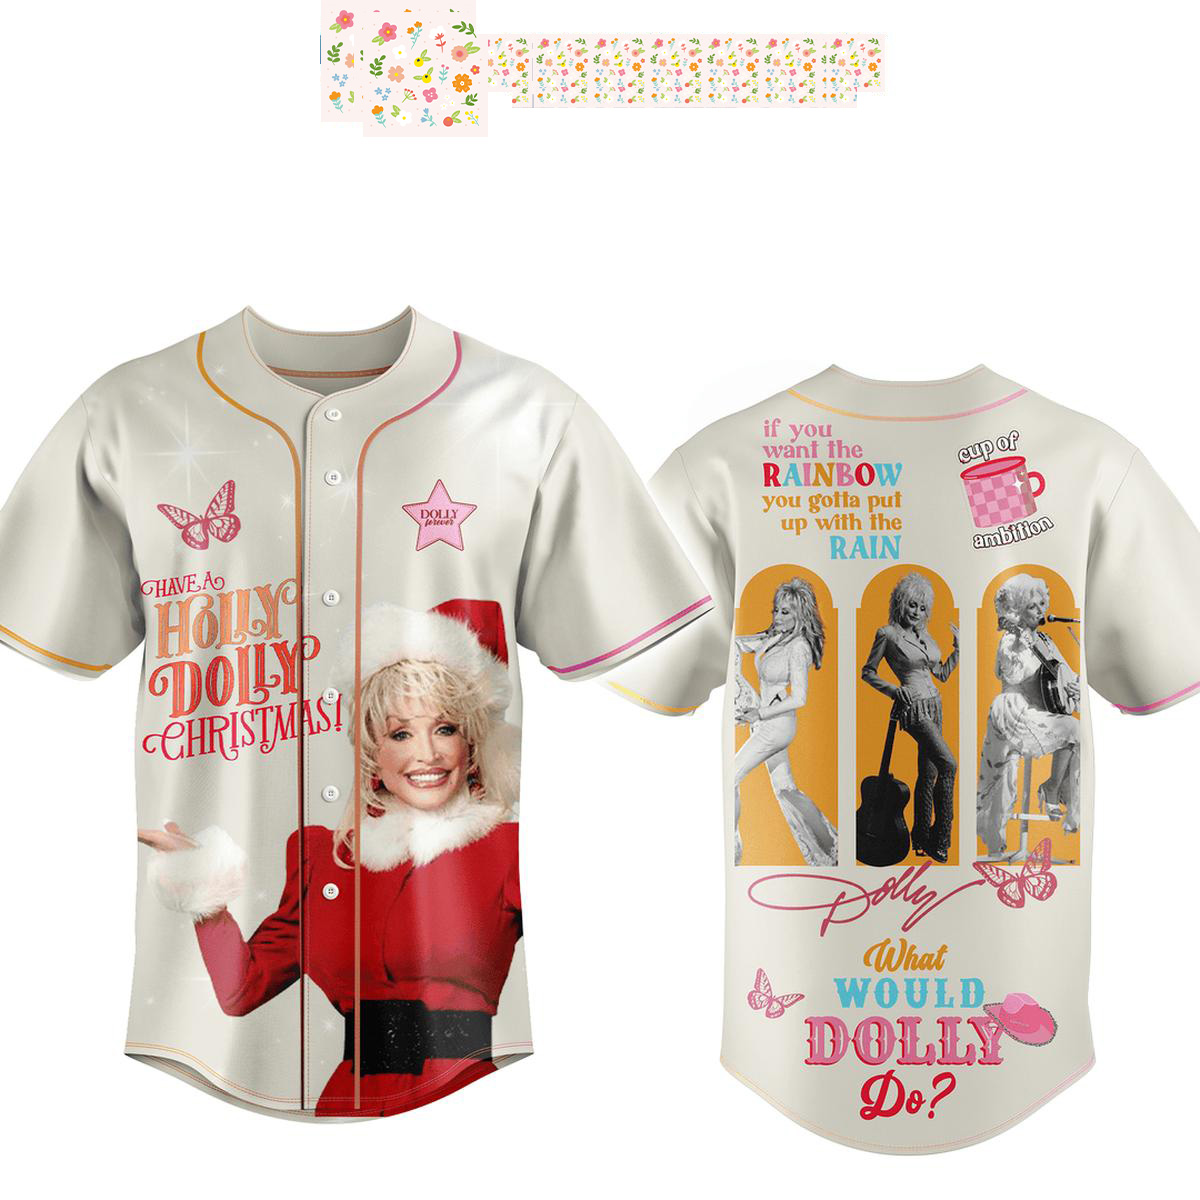 HAVE A
HOLLY
DOLLY
CHRISTMAS!
DOLLY
forever
if you
want the
RAINBOW
you gotta put
up with the
RAIN
cup of
ambition
Dolly
What
WOULD
DOLLY
Do?